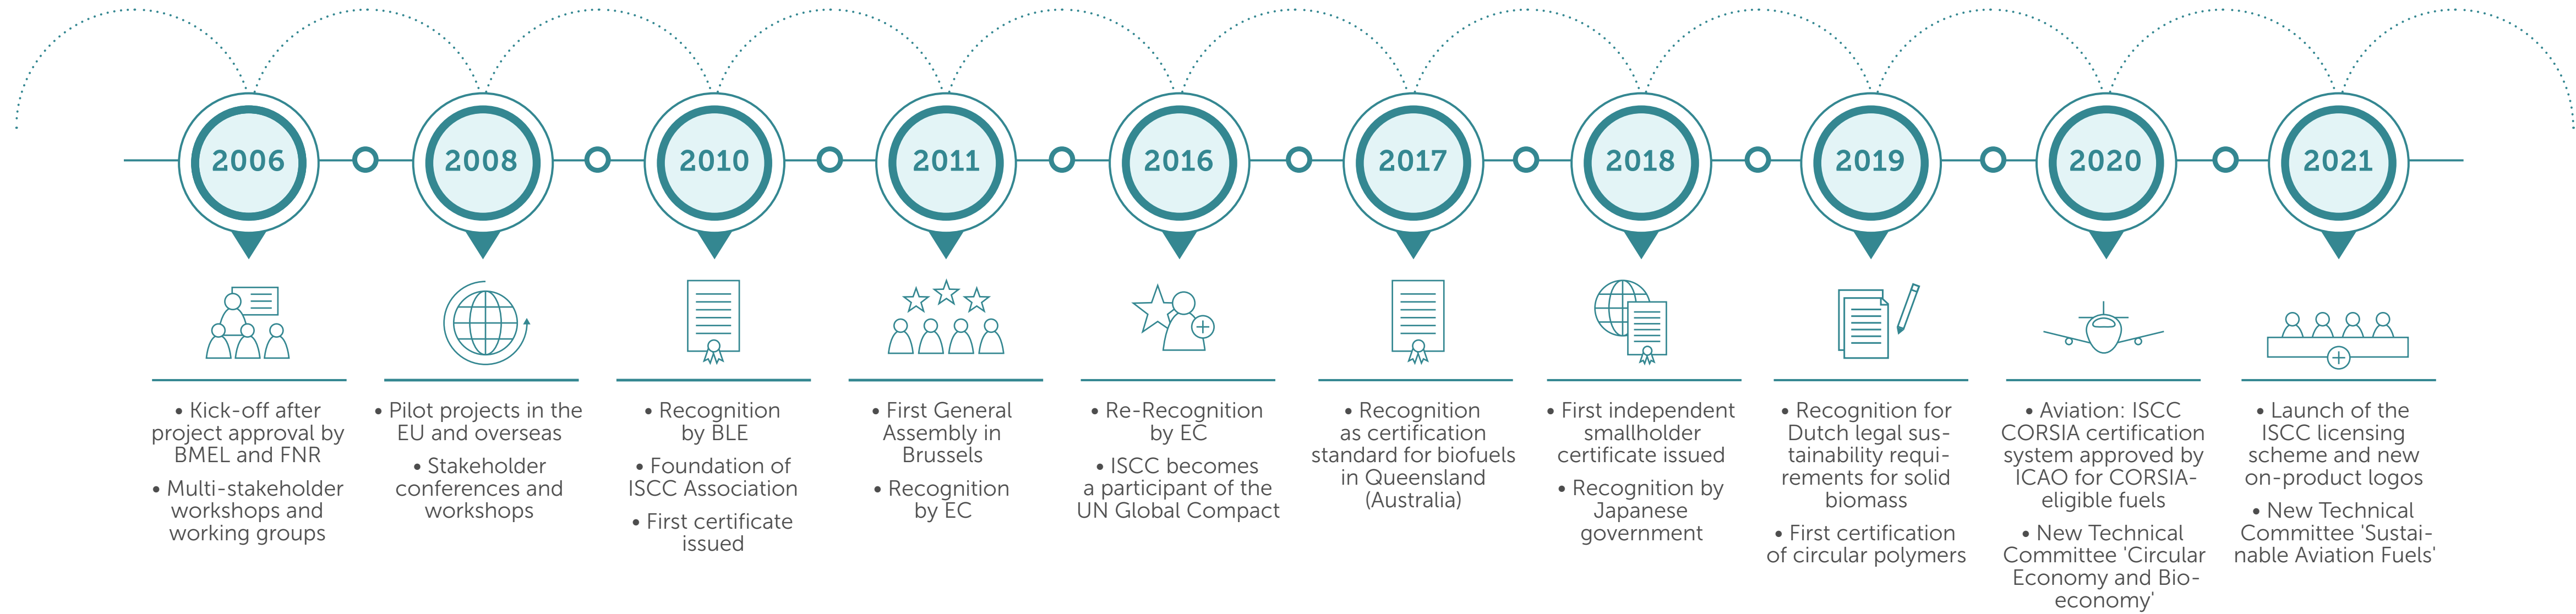 2006
2008
2010
2011
2016
2017
2018
2019
2020
2021
• Kick-off after
project approval by
BMEL and FNR
• Multi-stakeholder
workshops and
working groups
• Pilot projects in the
EU and overseas
• Stakeholder
conferences and
workshops
• Recognition
by BLE
• Foundation of
ISCC Association
• First certificate
issued
• First General
Assembly in
Brussels
• Recognition
by EC
• Re-Recognition
by EC
• ISCC becomes
a participant of the
UN Global Compact
• Recognition
as certification
standard for biofuels
in Queensland
(Australia)
• First independent
smallholder
certificate issued
• Recognition by
Japanese
government
• Recognition for
Dutch legal sus-
tainability requi-
rements for solid
biomass
• First certification
of circular polymers
• Aviation: ISCC
CORSIA certification
system approved by
ICAO for CORSIA-
eligible fuels
• New Technical
Committee 'Circular
Economy and Bio-
economy'
• Launch of the
ISCC licensing
scheme and new
on-product logos
• New Technical
Committee 'Sustai-
nable Aviation Fuels'